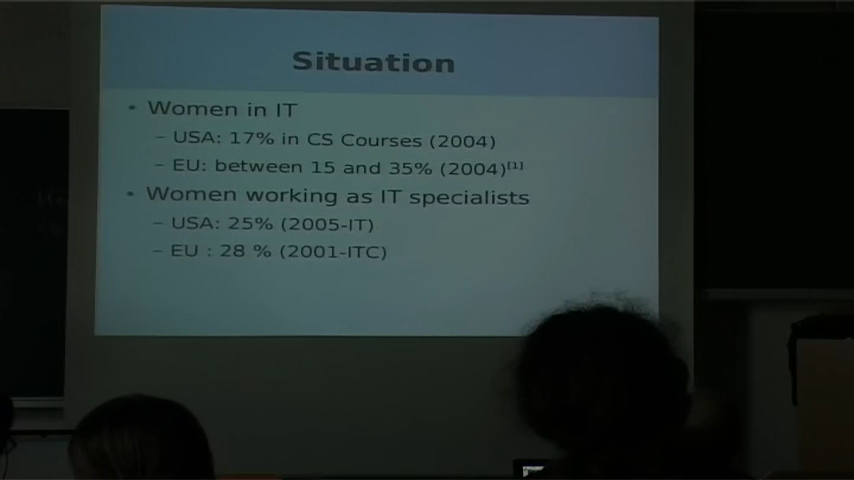 Situation
• Women in IT
– USA: 17% in CS Courses (2004)
– EU: between 15 and 35% (2004)[1]
• Women working as IT specialists
– USA: 25% (2005-IT)
– EU : 28 % (2001-ITC)